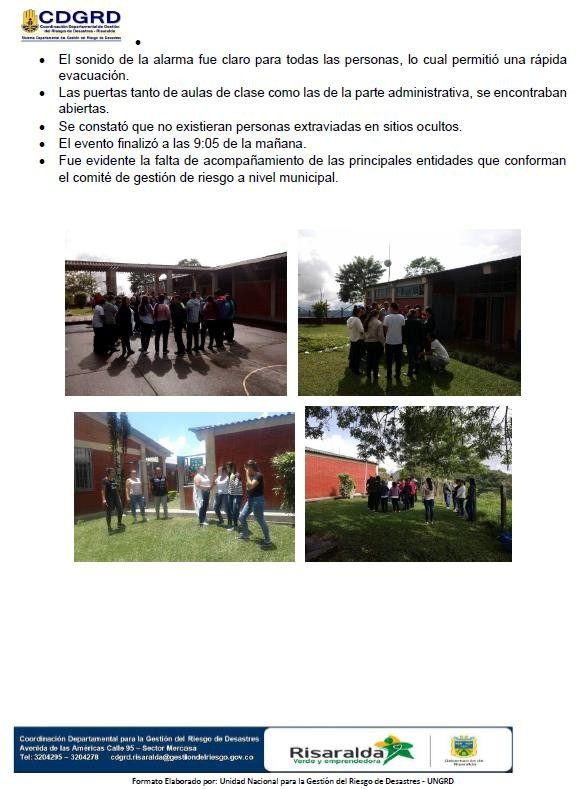 CDGRD
Coordinación Departamental de Gestión
del Riesgo de Desastres - Risaralda
Sistema Departamental de Gestión del Riesgo de Desastres
•
• El sonido de la alarma fue claro para todas las personas, lo cual permitió una rápida
evacuación.
• Las puertas tanto de aulas de clase como las de la parte administrativa, se encontraban
abiertas.
• Se constató que no existieran personas extraviadas en sitios ocultos.
• El evento finalizó a las 9:05 de la mañana.
• Fue evidente la falta de acompañamiento de las principales entidades que conforman
el comité de gestión de riesgo a nivel municipal.
Coordinación Departamental para la Gestión del Riesgo de Desastres
Avenida de las Américas Calle 95 – Sector Mercasa
Tel: 3204295 – 3204278 cdgrd.risaralda@gestiondelriesgo.gov.co
Risaralda
Verde y emprendedora
Gobernación de
Risaralda
Formato Elaborado por: Unidad Nacional para la Gestión del Riesgo de Desastres - UNGRD